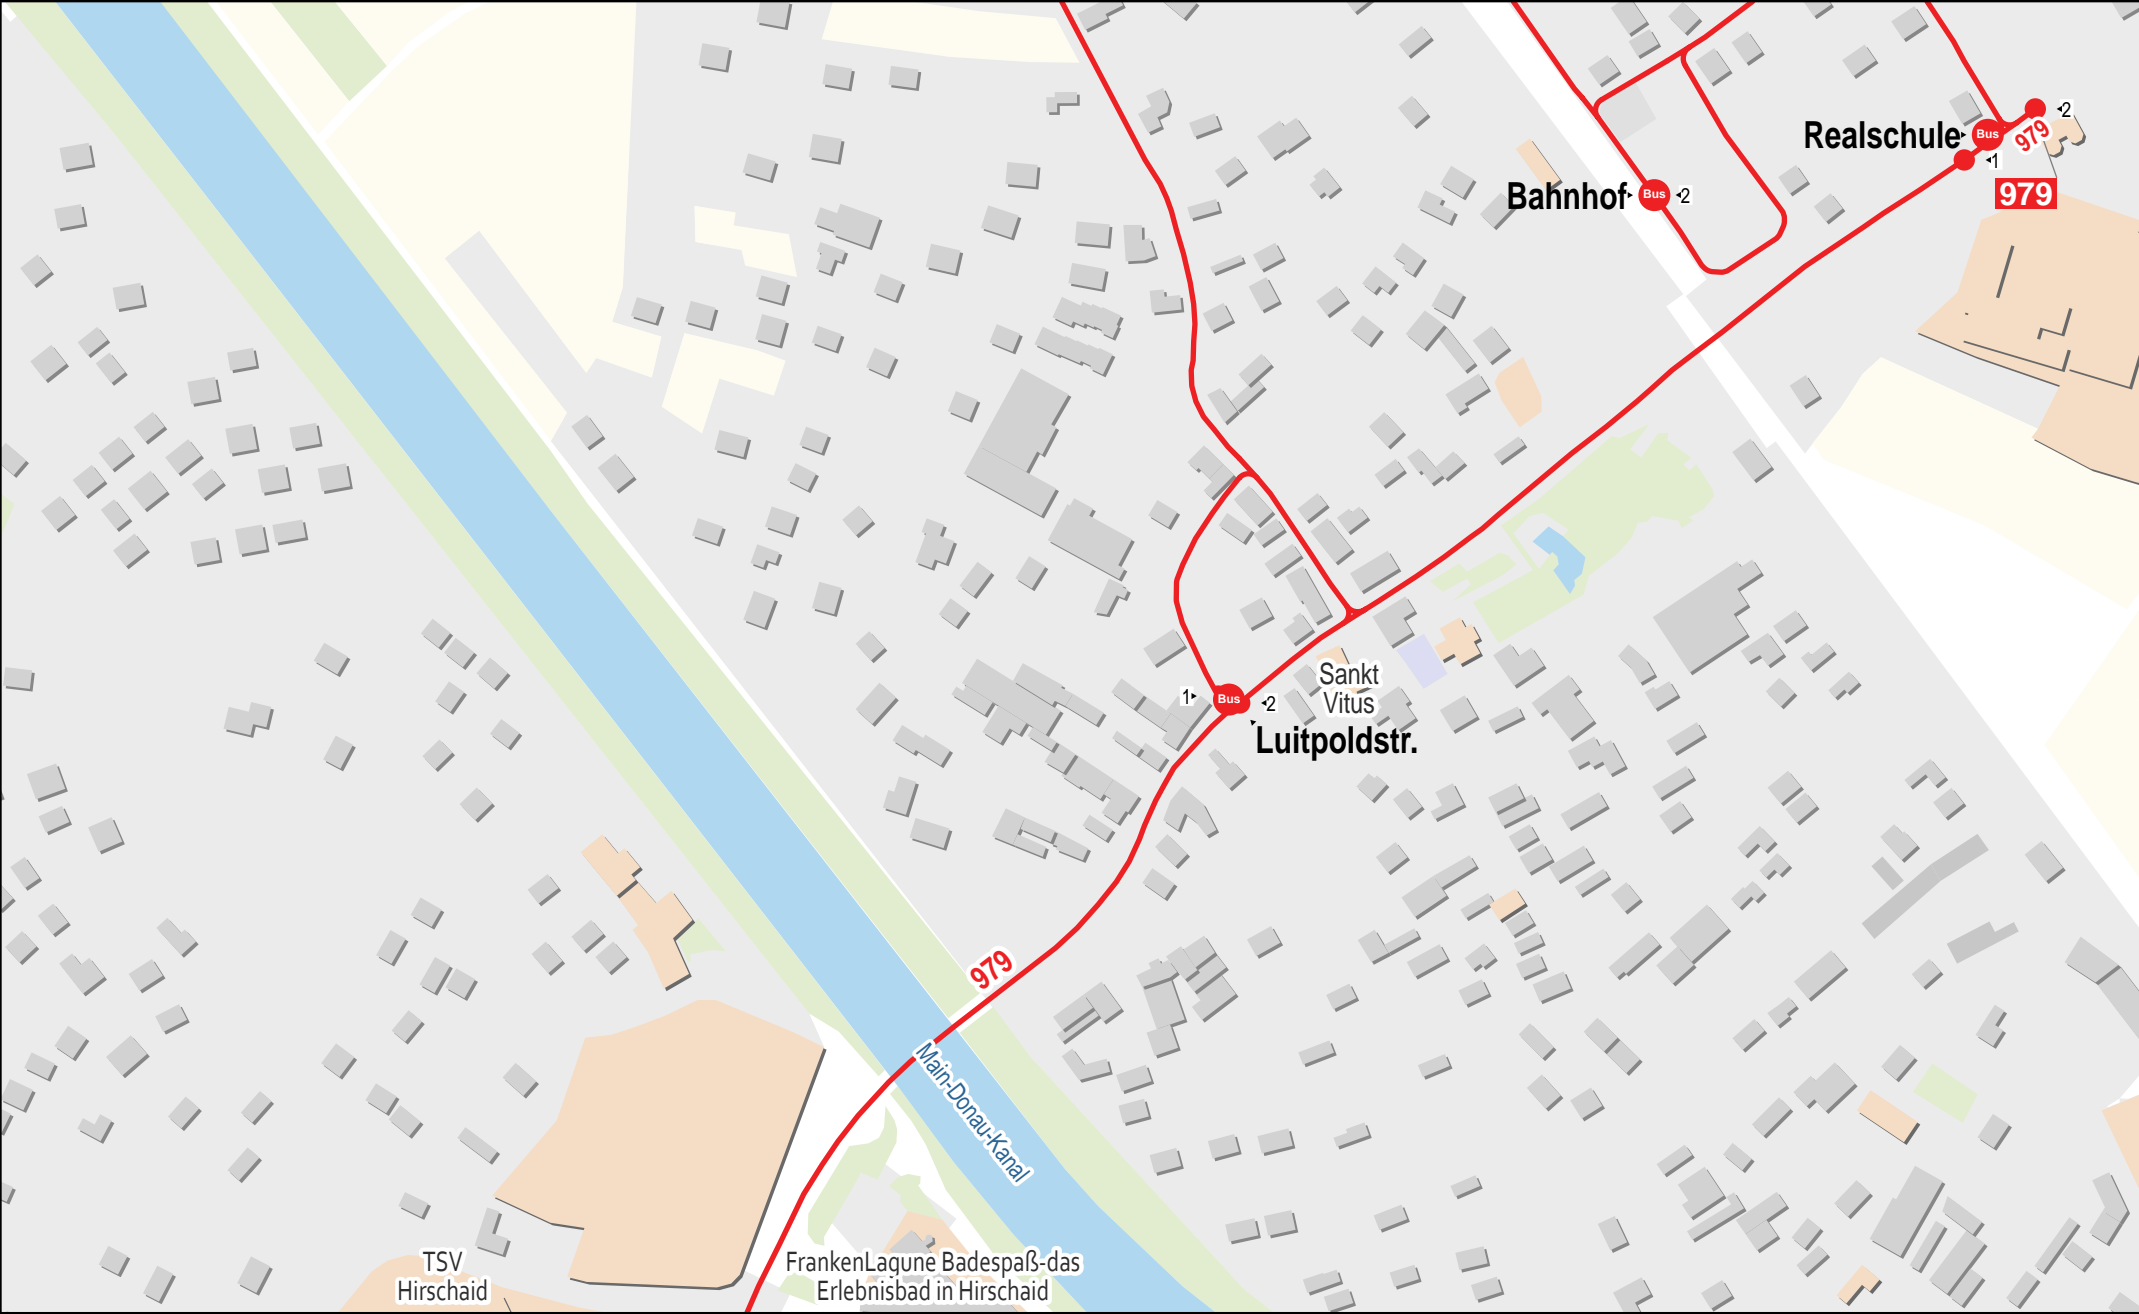 Realschule
Bus
2
979
1
979
Bahnhof
Bus
2
Sankt
Vitus
1
Bus
2
Luitpoldstr.
979
Main-Donau-Kanal
TSV
Hirschaid
FrankenLagune Badespaß-das
Erlebnisbad in Hirschaid